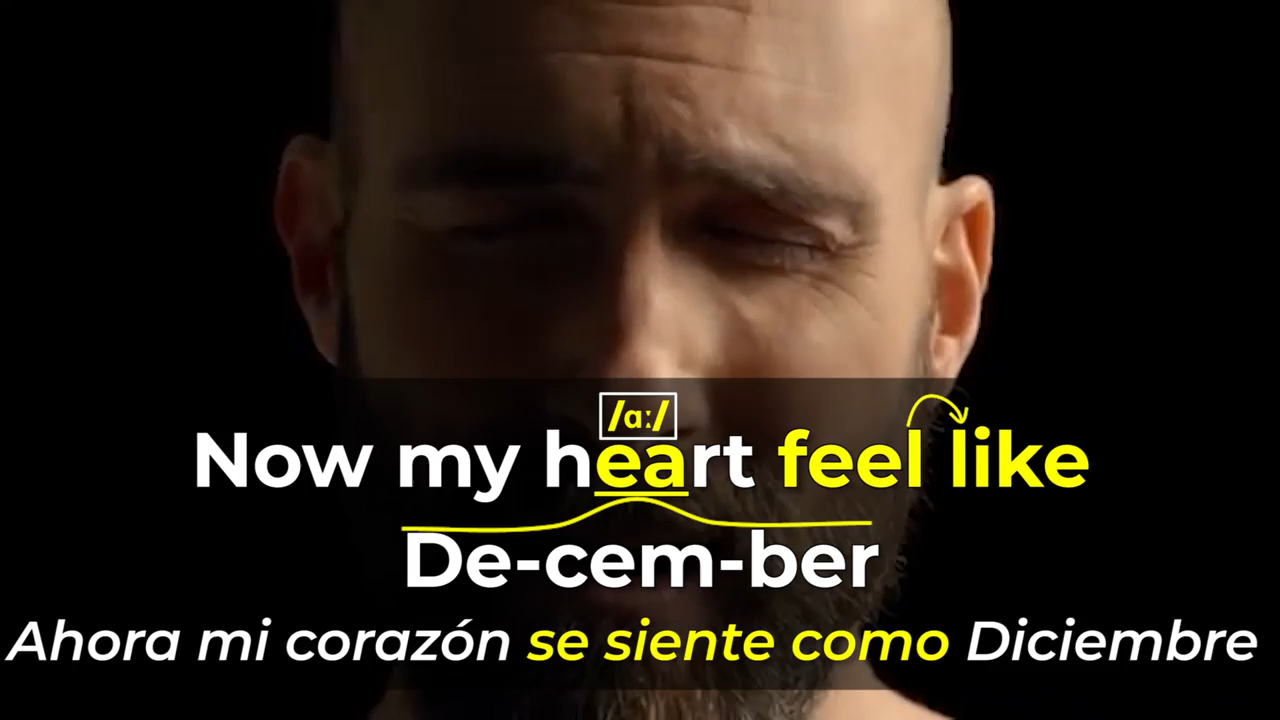 /ɑː/
Now my heart feel like
De-cem-ber
Ahora mi corazón se siente como Diciembre